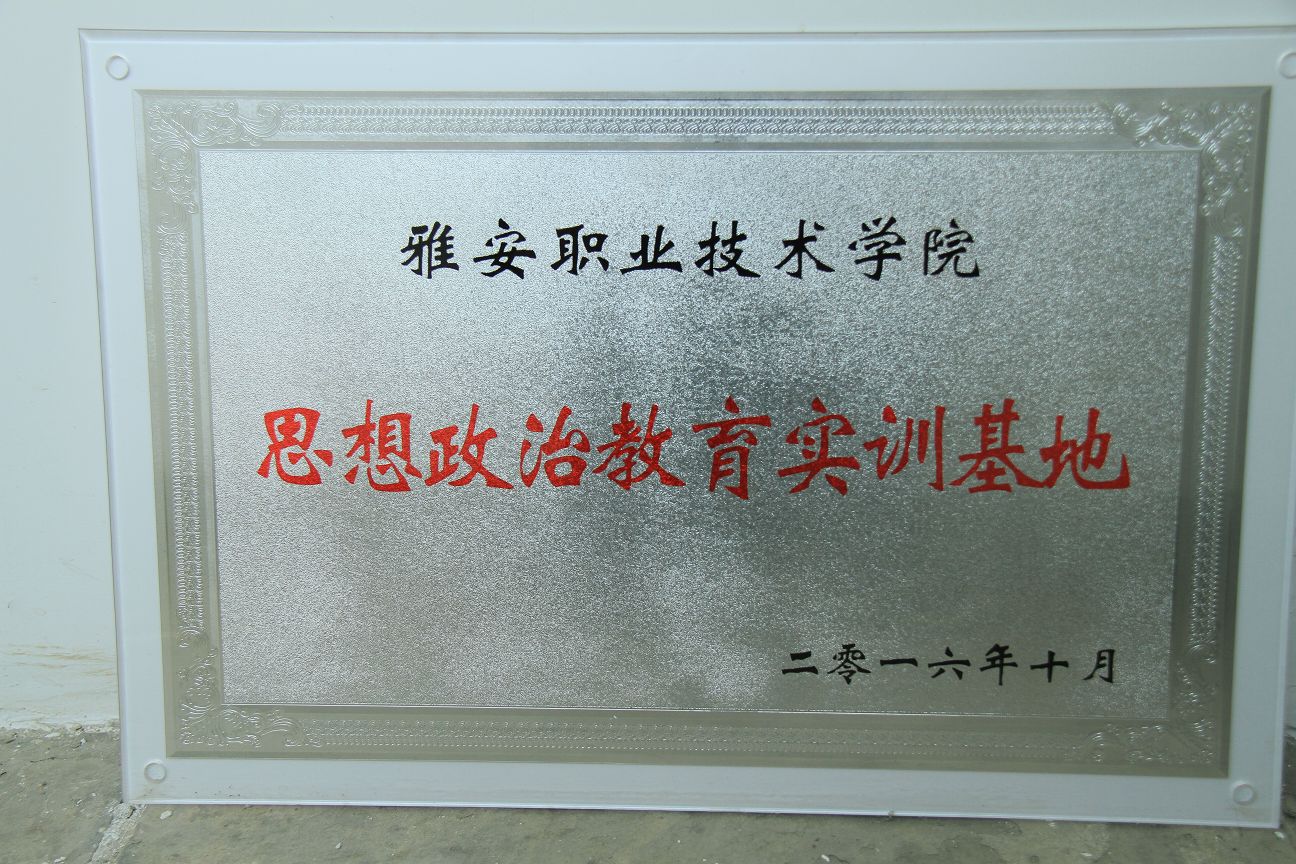 雅安职业技术学院
思想政治教育实训基地
二零一六年十月